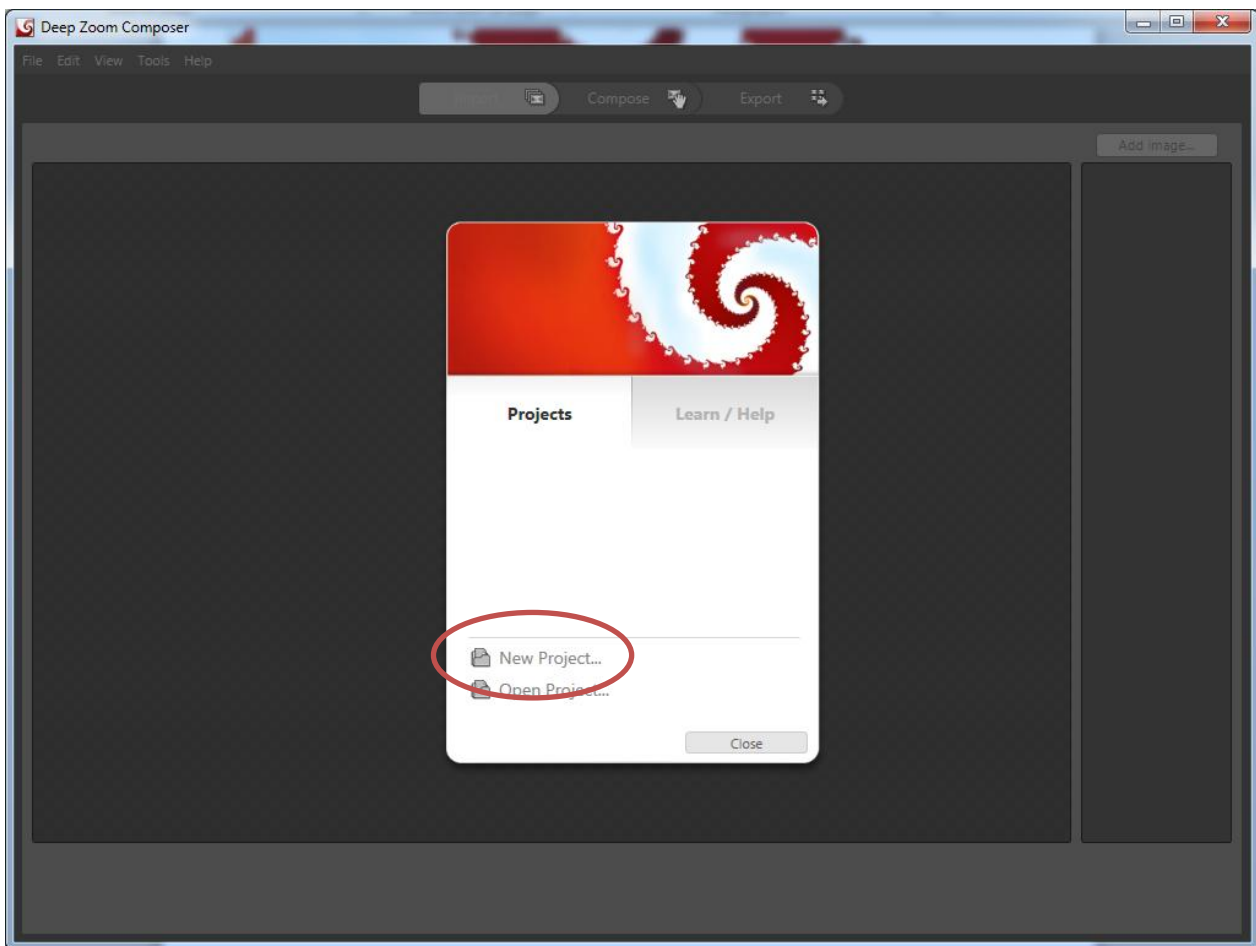 Deep Zoom Composer
File Edit View Tools Help
Import Compose Export
Add image...
Projects Learn / Help
New Project...
Open Project...
Close